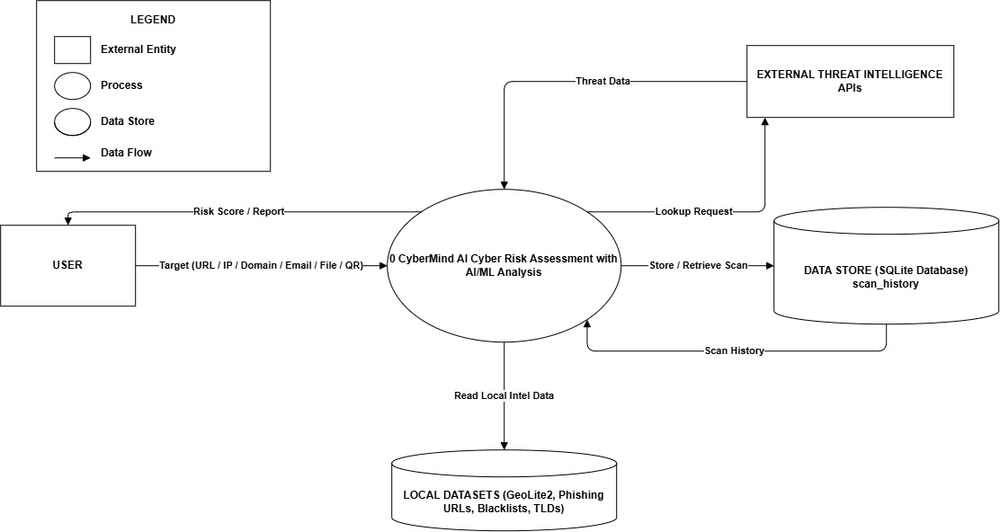 LEGEND
External Entity
Process
Data Store
Data Flow
EXTERNAL THREAT INTELLIGENCE
APIs
Threat Data
Risk Score / Report
Lookup Request
USER
Target (URL / IP / Domain / Email / File / QR)
0 CyberMind AI Cyber Risk Assessment with
AI/ML Analysis
Store / Retrieve Scan
DATA STORE (SQLite Database)
scan_history
Scan History
Read Local Intel Data
LOCAL DATASETS (GeoLite2, Phishing
URLs, Blacklists, TLDs)